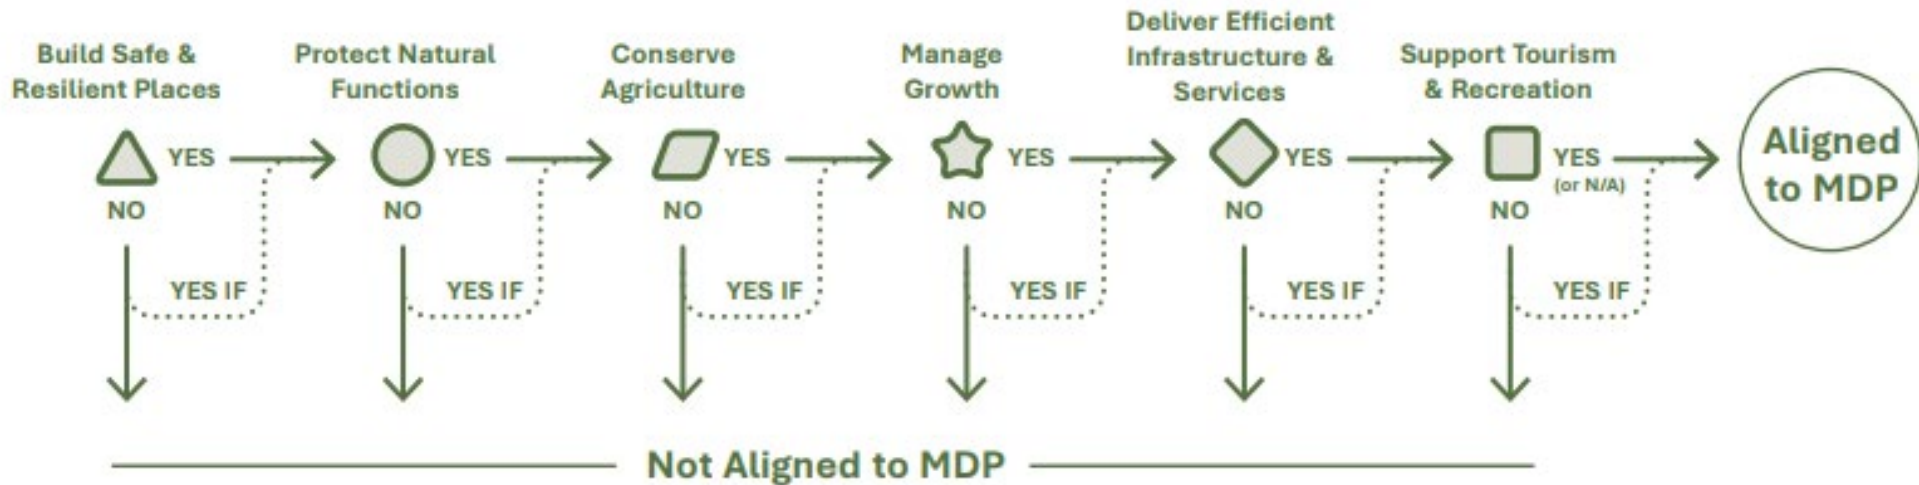 Build Safe &
Resilient Places
Protect Natural
Functions
Conserve
Agriculture
Manage
Growth
Deliver Efficient
Infrastructure &
Services
Support Tourism
& Recreation
YES
YES
YES
YES
YES
YES
(or N/A)
Aligned
to MDP
NO
NO
NO
NO
NO
NO
YES IF
YES IF
YES IF
YES IF
YES IF
YES IF
Not Aligned to MDP